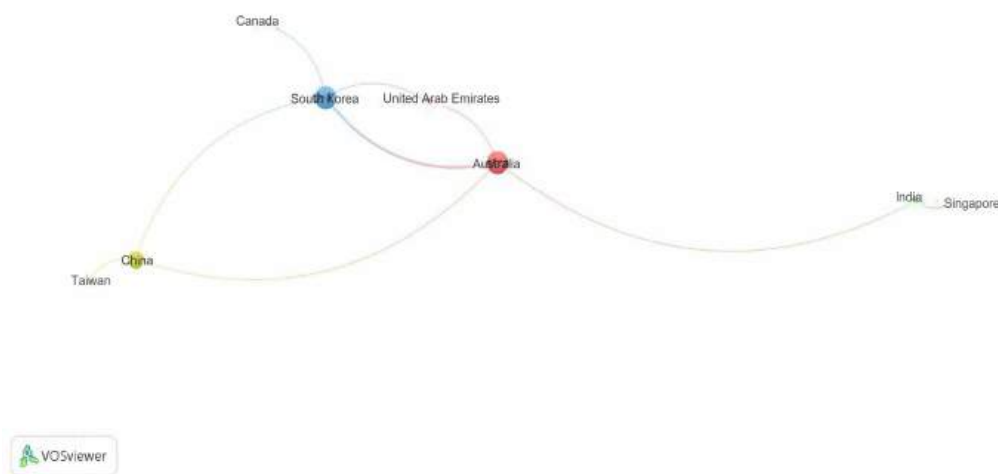 Canada
South Korea
United Arab Emirates
Australia
India
Singapore
China
Taiwan
VOSviewer